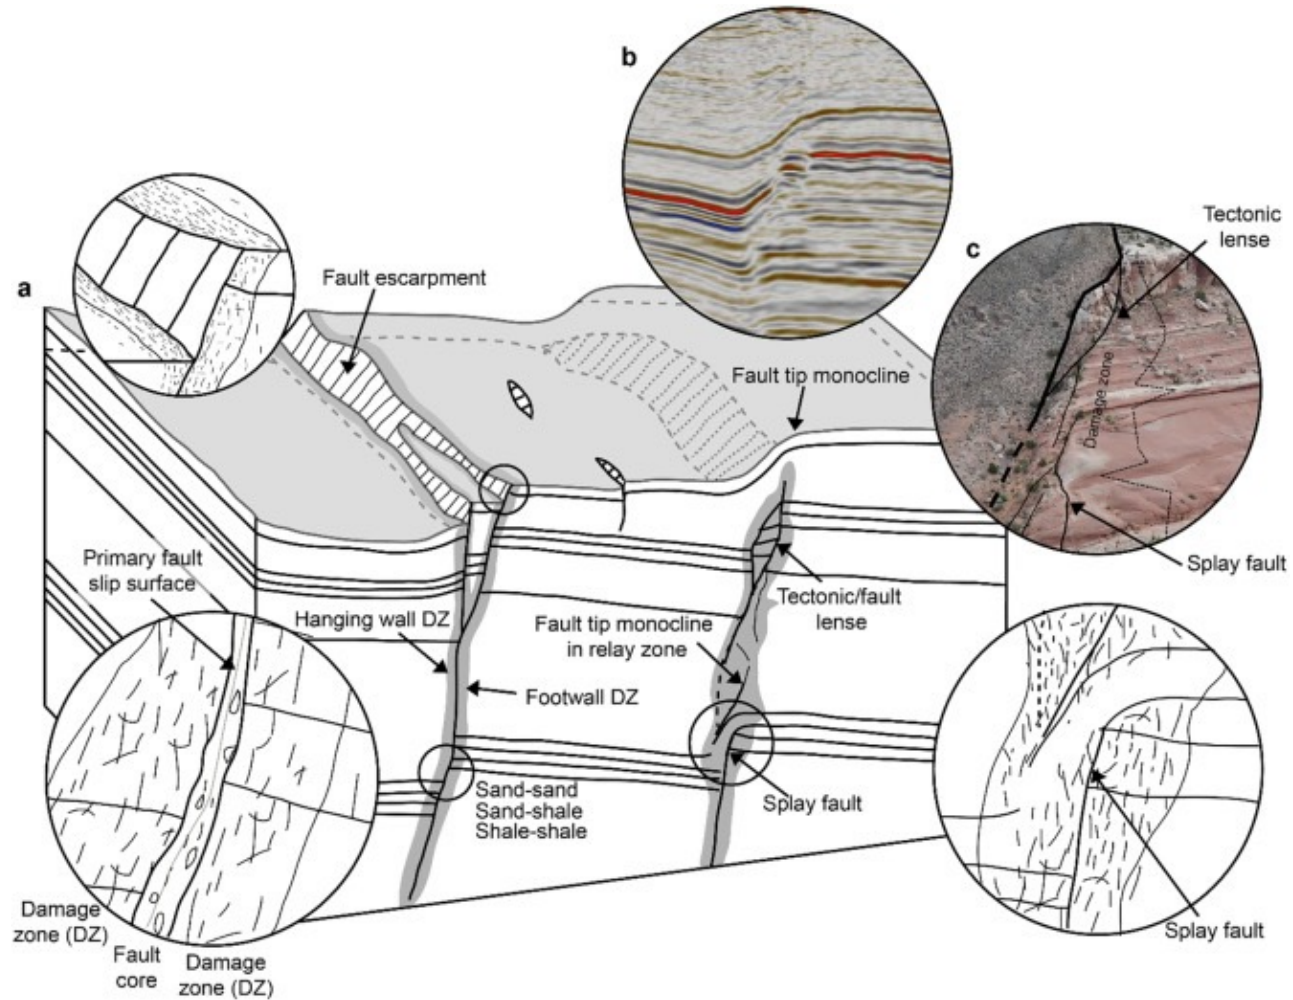 b
Tectonic
lense
c
a
Fault escarpment
Damage zone
Fault tip monocline
Primary fault
slip surface
Splay fault
Hanging wall DZ
Fault tip monocline
in relay zone
Tectonic/fault
lense
Footwall DZ
Sand-sand
Sand-shale
Shale-shale
Splay fault
Damage
zone (DZ)
Fault
core
Damage
zone (DZ)
Splay fault